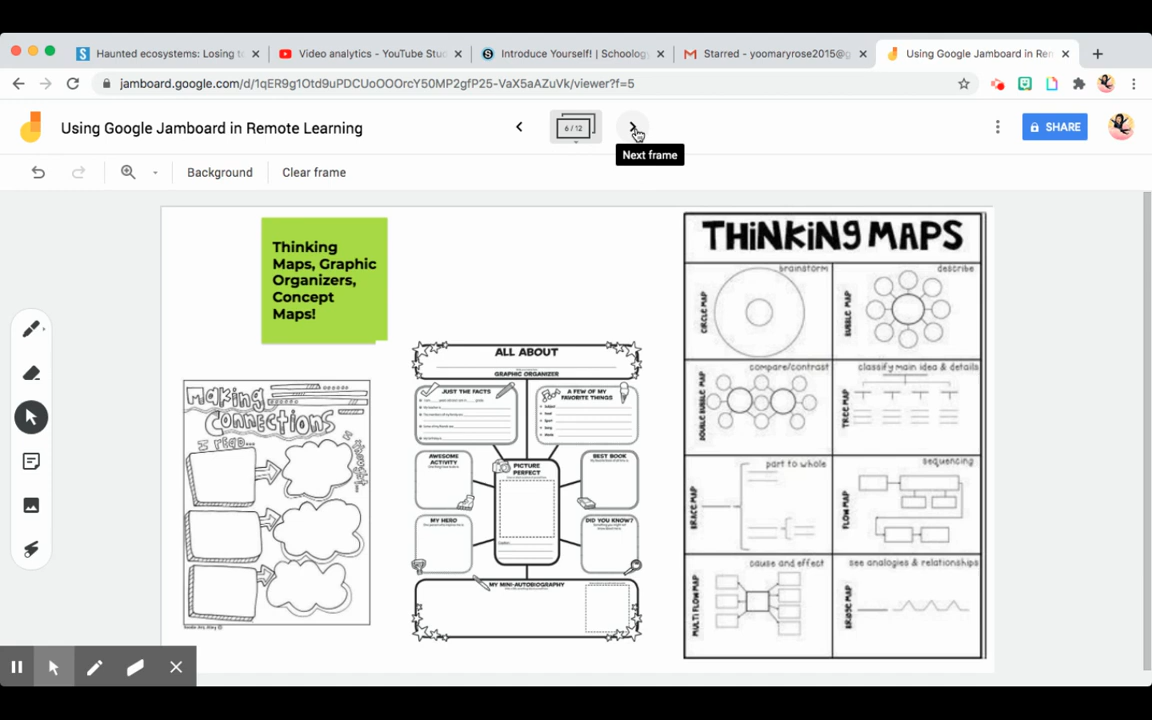 Haunted ecosystems: Losing t
Video analytics - YouTube Stud
Introduce Yourself! | Schoology
Starred - yoomaryrose2015@g
Using Google Jamboard in Rem
jamboard.google.com/d/1qER9g1Otd9uPDCUoOOOrcY50MP2gfP25-VaX5aAZuVk/viewer?f=5
Using Google Jamboard in Remote Learning
6 / 12
SHARE
Next frame
Background
Clear frame
Thinking
Maps, Graphic
Organizers,
Concept
Maps!
Making
Connections
I read...
ALL ABOUT
GRAPHIC ORGANIZER
JUST THE FACTS
A FEW OF MY
FAVORITE THINGS
AWESOME
ACTIVITY
PICTURE
PERFECT
BEST BOOK
MY HERO
DID YOU KNOW?
MY MINI-AUTOBIOGRAPHY
THiNKiNG MAPS
brainstorm
CIRCLE MAP
describe
BUBBLE MAP
compare/contrast
DOUBLE BUBBLE MAP
classify main idea & details
TREE MAP
part to whole
BRACE MAP
sequencing
FLOW MAP
cause and effect
MULTI FLOW MAP
see analogies & relationships
BRIDGE MAP